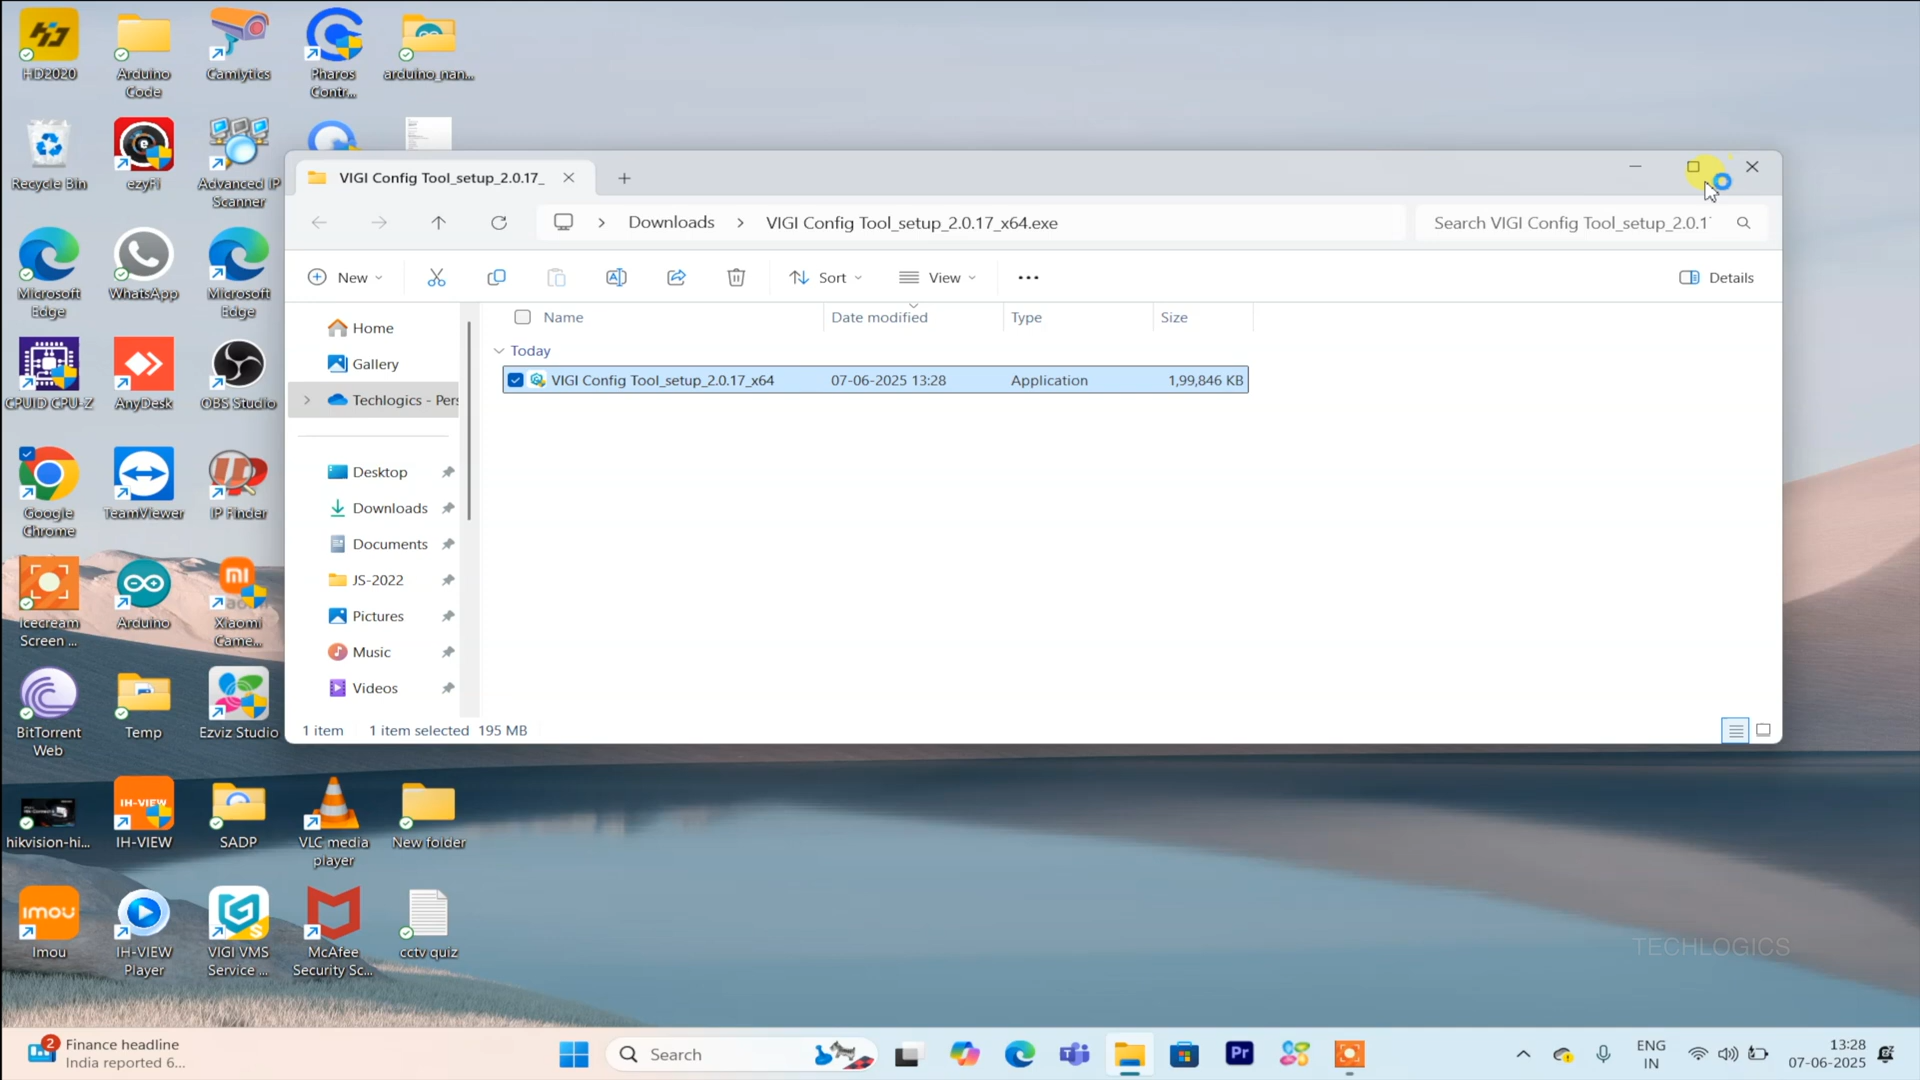 HD2020
Arduino
Code
Camlytics
Pharos
Contr...
arduino_nan...
Recycle Bin
ezyFi
Advanced IP
Scanner
Microsoft
Edge
WhatsApp
Microsoft
Edge
CPUID CPU-Z
AnyDesk
OBS Studio
Google
Chrome
TeamViewer
IP Finder
Icecream
Screen ...
Arduino
Xiaomi
Came...
BitTorrent
Web
Temp
Ezviz Studio
hikvision-hi...
IH-VIEW
IH-VIEW
SADP
VLC media
player
New folder
imou
Imou
IH-VIEW
Player
VIGI VMS
Service ...
McAfee
Security Sc...
cctv quiz
VIGI Config Tool_setup_2.0.17_
Downloads
VIGI Config Tool_setup_2.0.17_x64.exe
Search VIGI Config Tool_setup_2.0.1
New
Sort
View
Details
Home
Gallery
Techlogics - Pers
Desktop
Downloads
Documents
JS-2022
Pictures
Music
Videos
Name Date modified Type Size
Today
VIGI Config Tool_setup_2.0.17_x64 07-06-2025 13:28 Application 1,99,846 KB
1 item 1 item selected 195 MB
TECHLOGICS
2
Finance headline
India reported 6...
Search
Pr
ENG
IN
13:28
07-06-2025